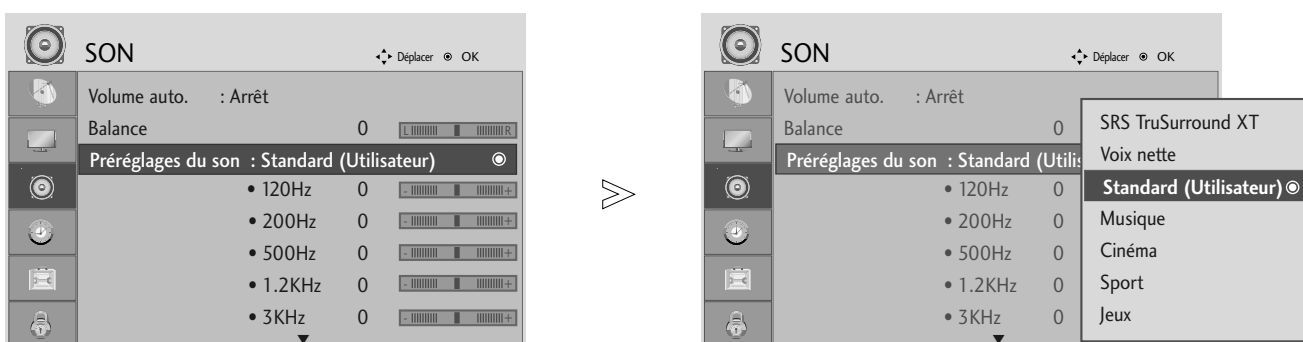 SON
Déplacer OK
Volume auto. : Arrêt
Balance 0 L R
Préréglages du son : Standard (Utilisateur)
• 120Hz 0 - +
• 200Hz 0 - +
• 500Hz 0 - +
• 1.2KHz 0 - +
• 3KHz 0 - +
SON
Déplacer OK
Volume auto. : Arrêt
Balance 0
Préréglages du son : Standard (Utilis
• 120Hz 0
• 200Hz 0
• 500Hz 0
• 1.2KHz 0
• 3KHz 0
SRS TruSurround XT
Voix nette
Standard (Utilisateur)
Musique
Cinéma
Sport
Jeux